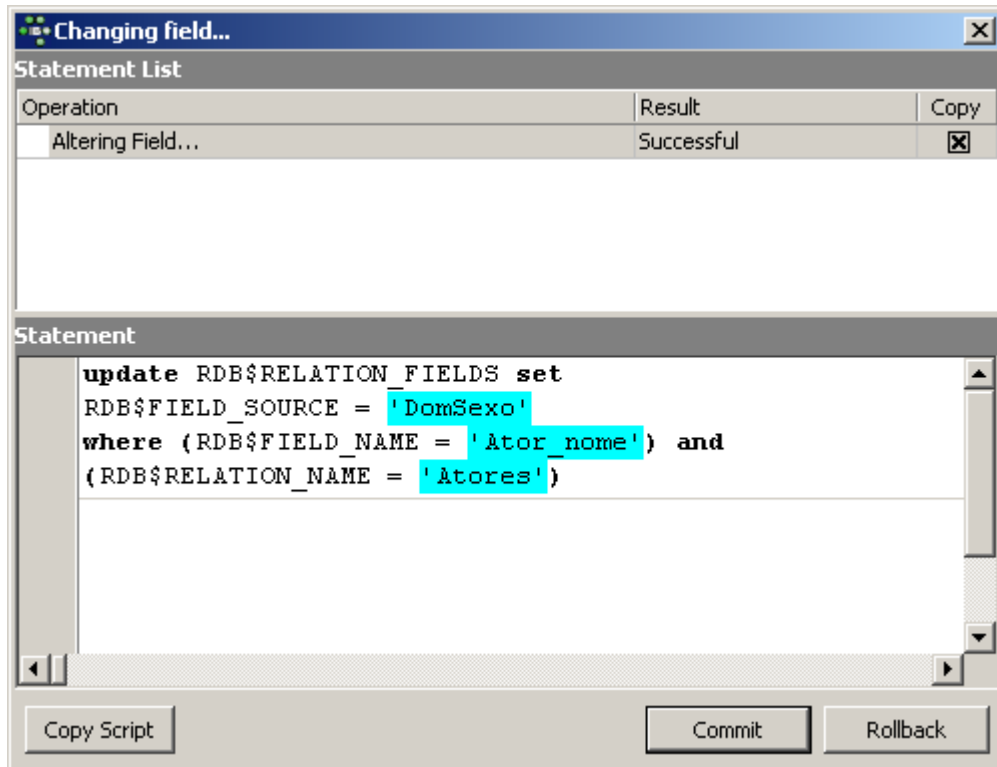 Changing field...
Statement List
Operation Result Copy
Altering Field... Successful
Statement
update RDB$RELATION_FIELDS set
RDB$FIELD_SOURCE = 'DomSexo'
where (RDB$FIELD_NAME = 'Ator_nome') and
(RDB$RELATION_NAME = 'Atores')
Copy Script Commit Rollback